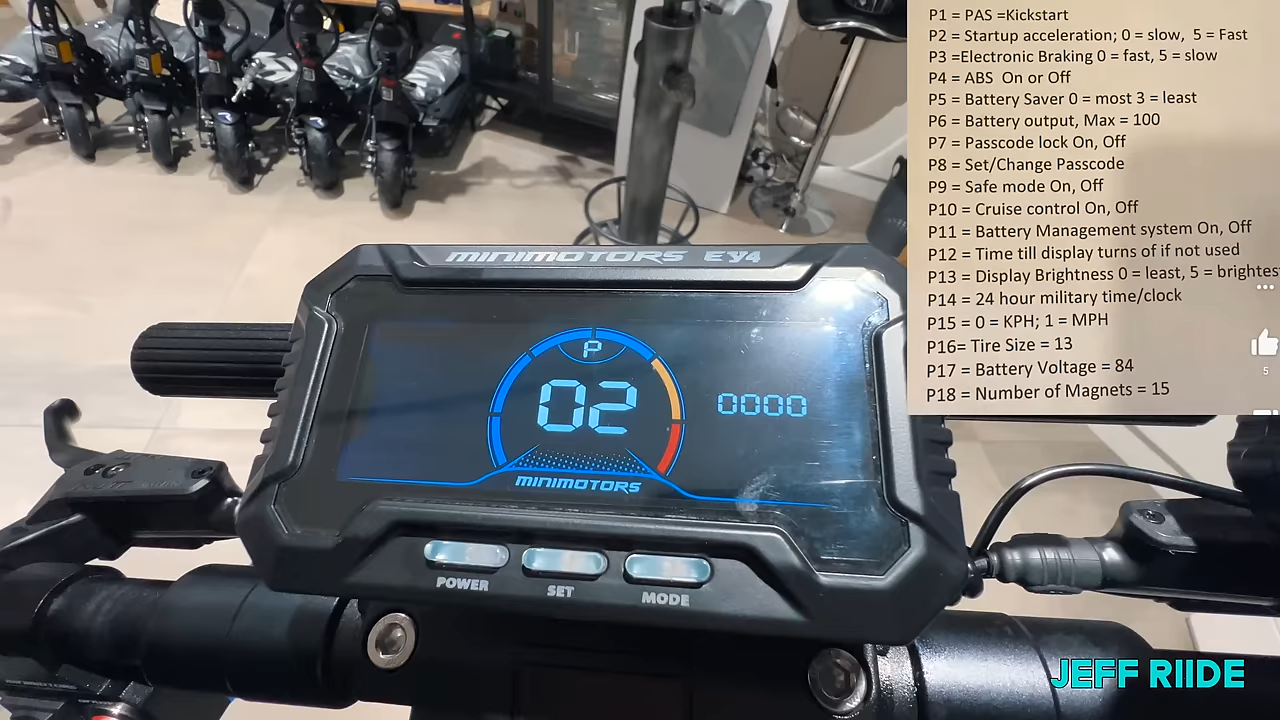 P1 = PAS =Kickstart
P2 = Startup acceleration; 0 = slow, 5 = Fast
P3 =Electronic Braking 0 = fast, 5 = slow
P4 = ABS On or Off
P5 = Battery Saver 0 = most 3 = least
P6 = Battery output, Max = 100
P7 = Passcode lock On, Off
P8 = Set/Change Passcode
P9 = Safe mode On, Off
P10 = Cruise control On, Off
P11 = Battery Management system On, Off
P12 = Time till display turns of if not used
P13 = Display Brightness 0 = least, 5 = brightes
P14 = 24 hour military time/clock
P15 = 0 = KPH; 1 = MPH
P16= Tire Size = 13
P17 = Battery Voltage = 84
P18 = Number of Magnets = 15
5
MINIMOTORS EY4
P
02
0000
MINIMOTORS
POWER
SET
MODE
JEFF RIIDE